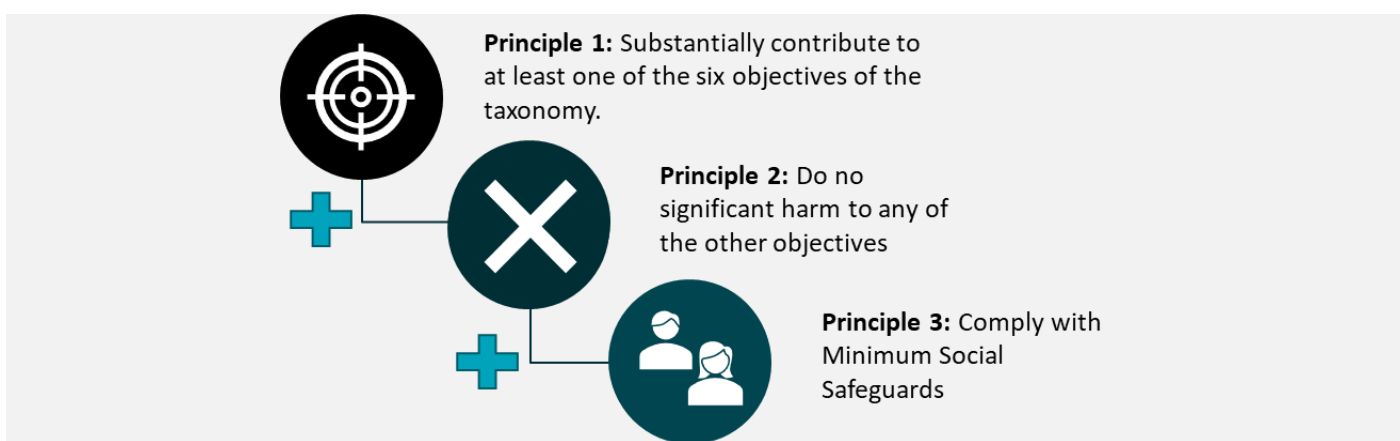 Principle 1: Substantially contribute to
at least one of the six objectives of the
taxonomy.
Principle 2: Do no
significant harm to any of
the other objectives
Principle 3: Comply with
Minimum Social
Safeguards